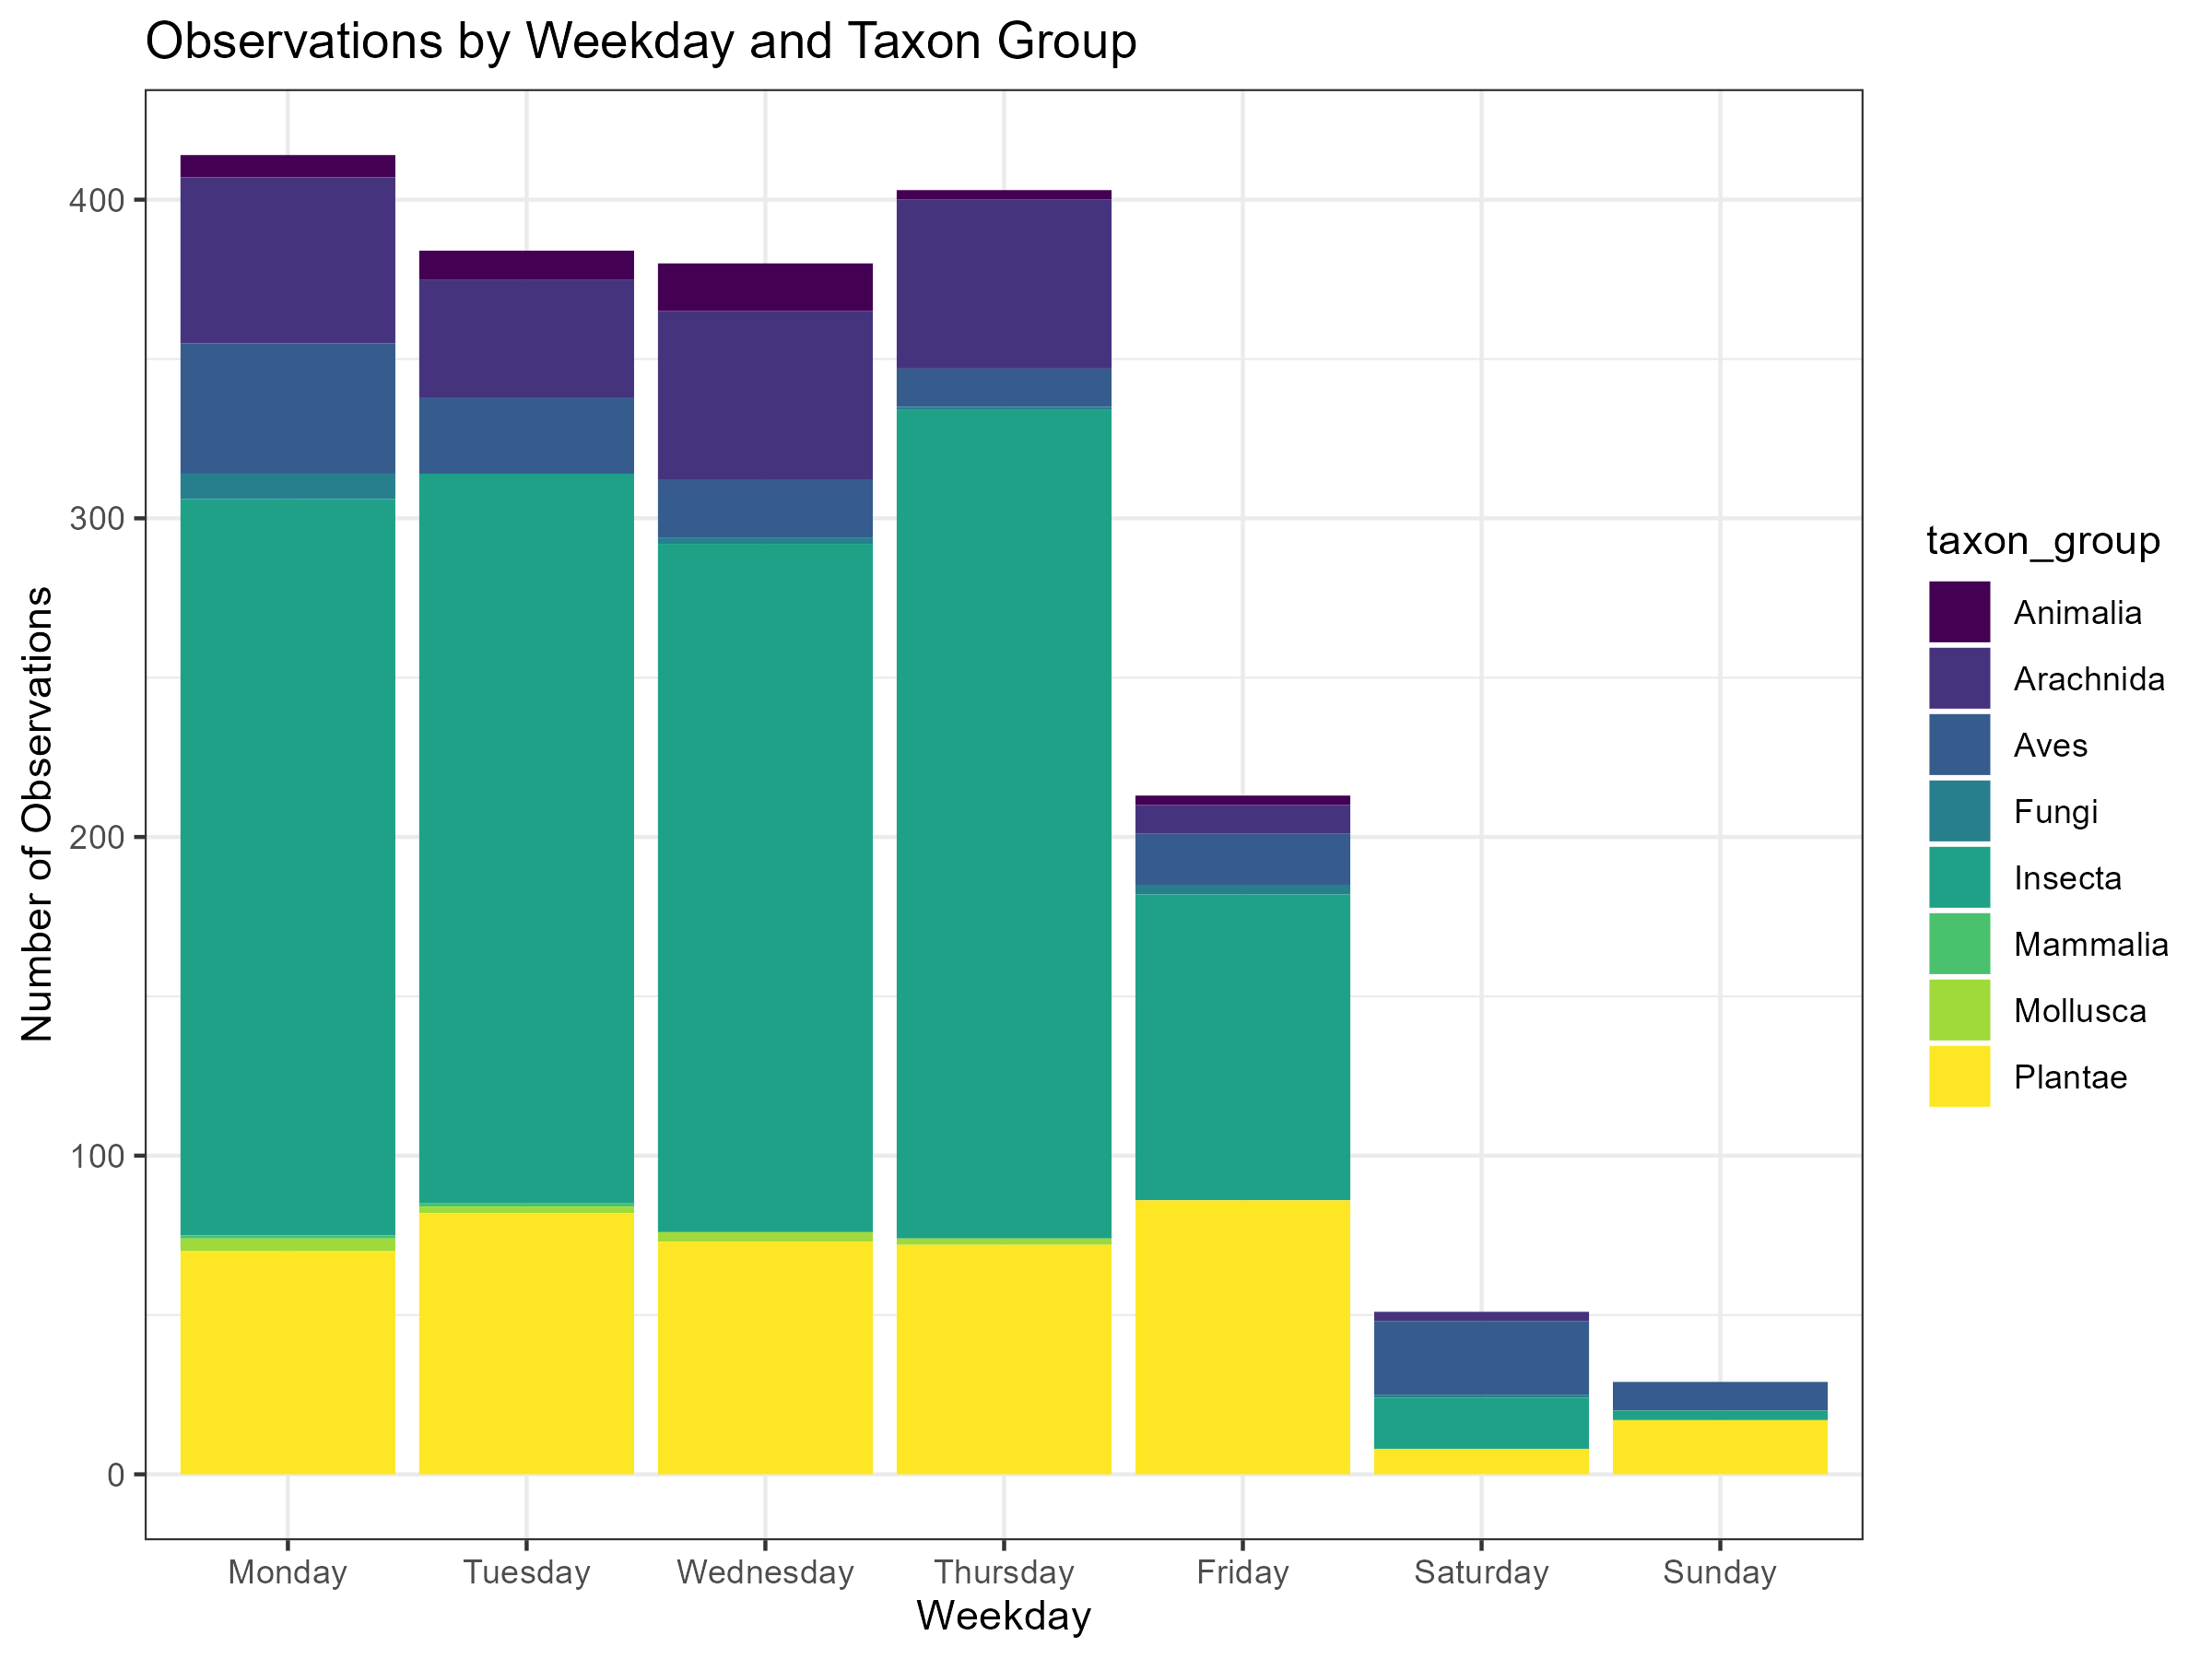 Observations by Weekday and Taxon Group
Number of Observations
400
300
200
100
0
Monday Tuesday Wednesday Thursday Friday Saturday Sunday
Weekday
taxon_group
Animalia
Arachnida
Aves
Fungi
Insecta
Mammalia
Mollusca
Plantae